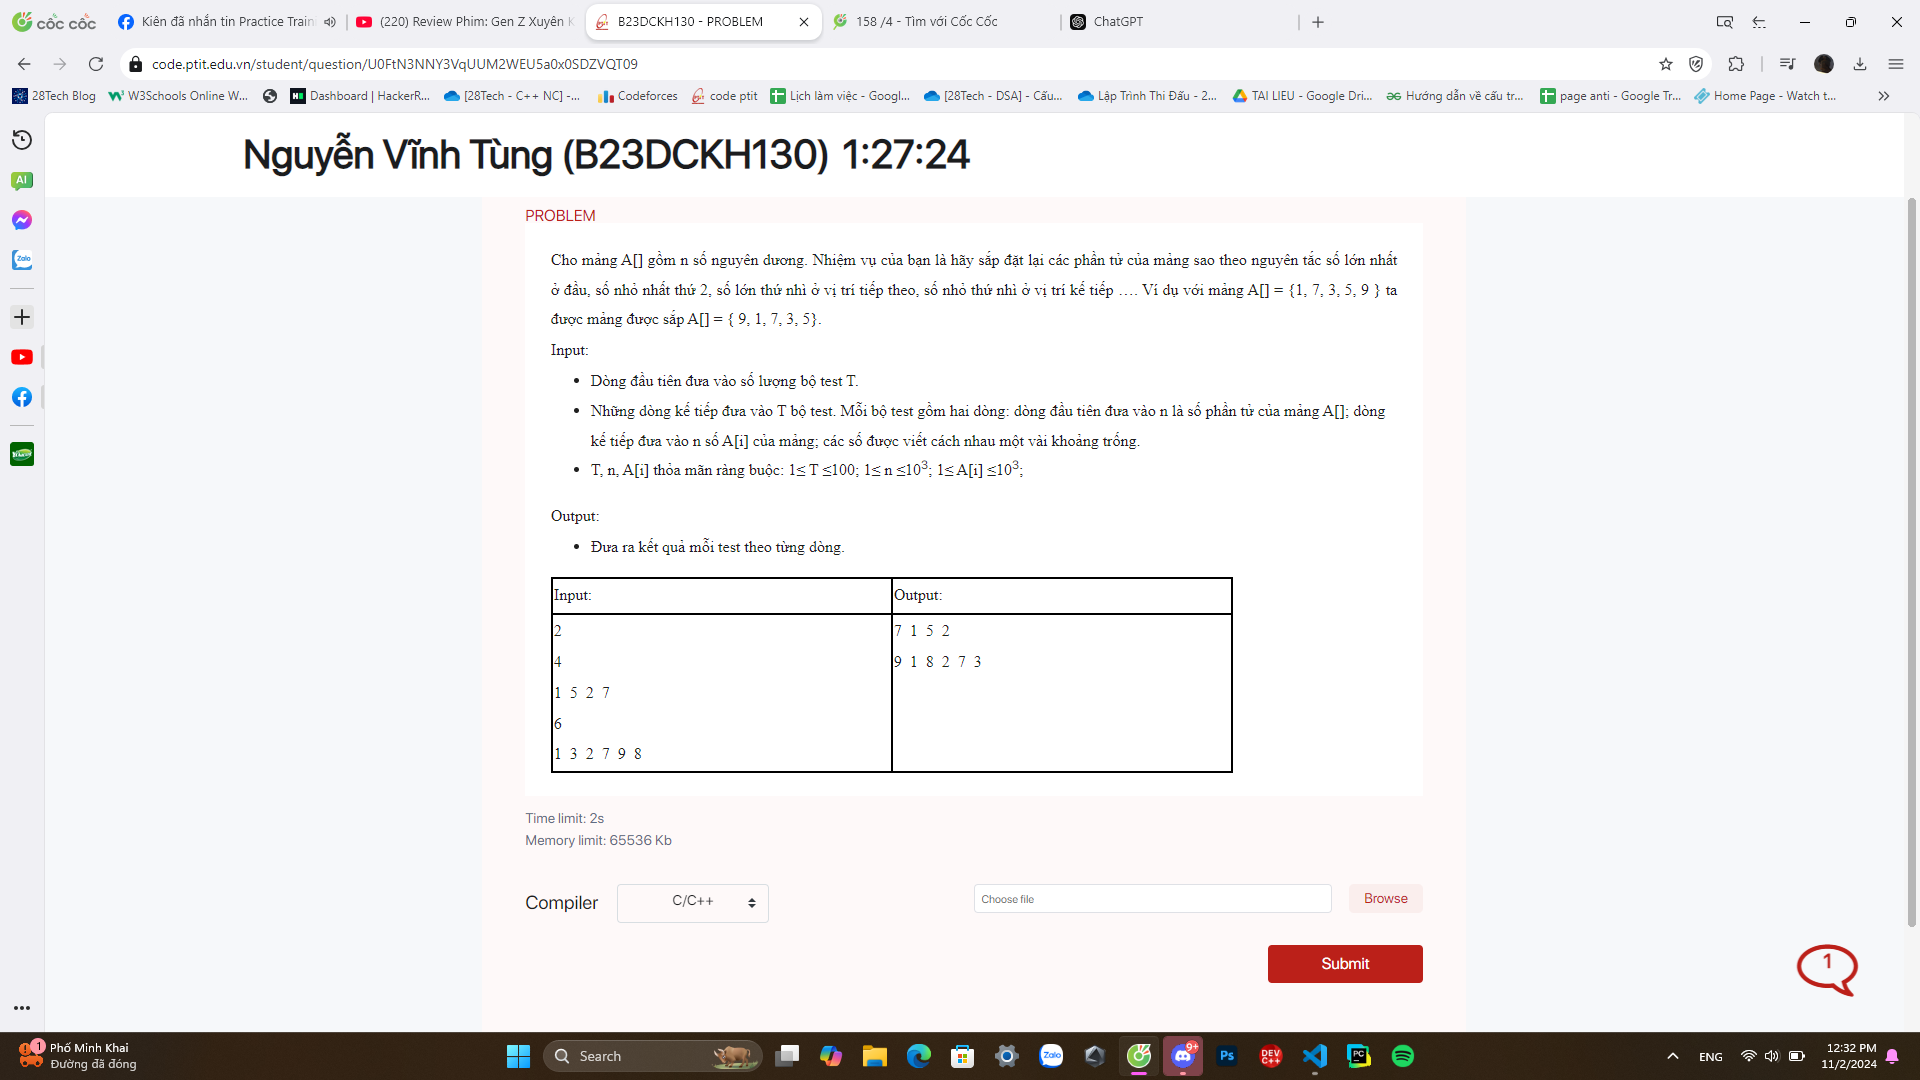 cốc cốc
Kiên đã nhắn tin Practice Train
(220) Review Phim: Gen Z Xuyên K
B23DCKH130 - PROBLEM
158 /4 - Tìm với Cốc Cốc
ChatGPT
code.ptit.edu.vn/student/question/U0FtN3NNY3VqUUM2WEU5a0x0SDZVQT09
28Tech Blog
W3Schools Online W...
Dashboard | HackerR...
[28Tech - C++ NC] -...
Codeforces
code ptit
Lịch làm việc - Googl...
[28Tech - DSA] - Cấu...
Lập Trình Thi Đấu - 2...
TAI LIEU - Google Dri...
Hướng dẫn về cấu tr...
page anti - Google Tr...
Home Page - Watch t...
Nguyễn Vĩnh Tùng (B23DCKH130) 1:27:24
AI
Zalo
PROBLEM
Cho mảng A[] gồm n số nguyên dương. Nhiệm vụ của bạn là hãy sắp đặt lại các phần tử của mảng sao theo nguyên tắc số lớn nhất
ở đầu, số nhỏ nhất thứ 2, số lớn thứ nhì ở vị trí tiếp theo, số nhỏ thứ nhì ở vị trí kế tiếp …. Ví dụ với mảng A[] = {1, 7, 3, 5, 9 } ta
được mảng được sắp A[] = { 9, 1, 7, 3, 5}.
Input:
• Dòng đầu tiên đưa vào số lượng bộ test T.
• Những dòng kế tiếp đưa vào T bộ test. Mỗi bộ test gồm hai dòng: dòng đầu tiên đưa vào n là số phần tử của mảng A[]; dòng
kế tiếp đưa vào n số A[i] của mảng; các số được viết cách nhau một vài khoảng trống.
• T, n, A[i] thỏa mãn ràng buộc: 1≤ T ≤100; 1≤ n ≤10³; 1≤ A[i] ≤10³;
Output:
• Đưa ra kết quả mỗi test theo từng dòng.
Input: Output:
2 7 1 5 2
4 9 1 8 2 7 3
1 5 2 7
6
1 3 2 7 9 8
Time limit: 2s
Memory limit: 65536 Kb
Compiler C/C++ Choose file Browse
Submit
1
1
Phố Minh Khai
Đường đã đóng
Search
Zalo
9+
Ps
DEV C++
PC
ENG
12:32 PM
11/2/2024